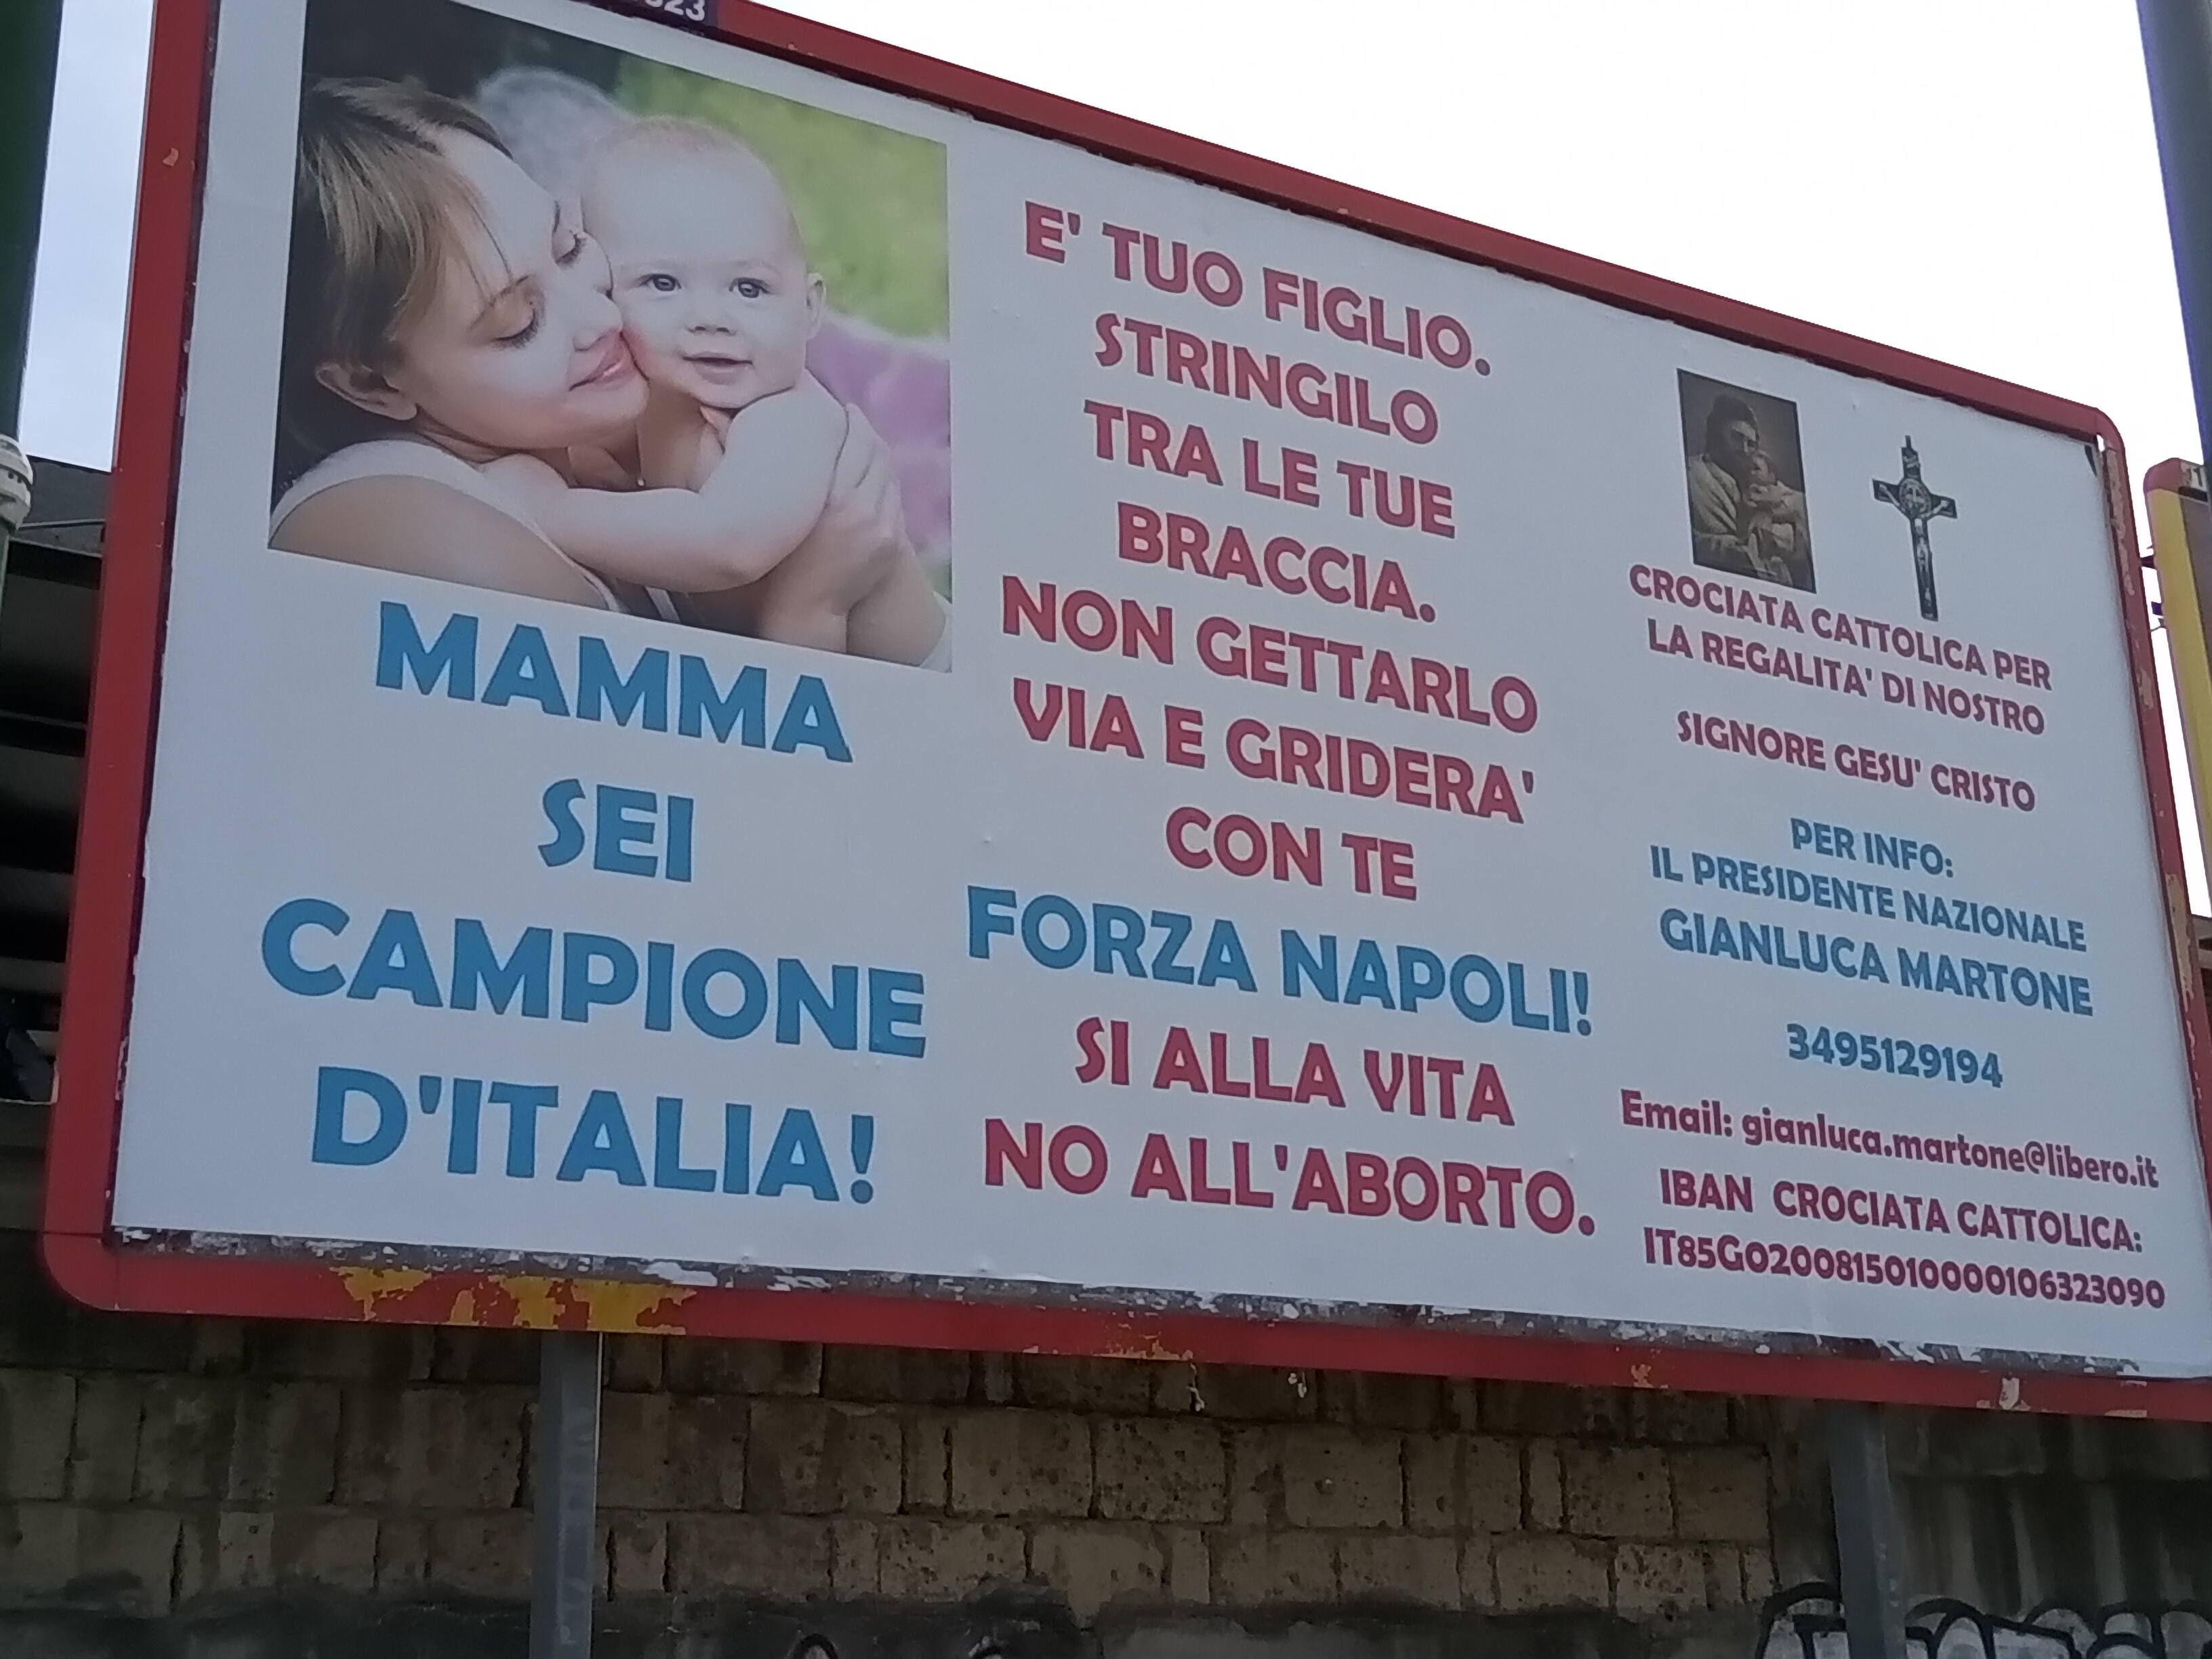 MAMMA
SEI
CAMPIONE
D'ITALIA!
E' TUO FIGLIO.
STRINGILO
TRA LE TUE
BRACCIA.
NON GETTARLO
VIA E GRIDERA'
CON TE
FORZA NAPOLI!
SI ALLA VITA
NO ALL'ABORTO.
CROCIATA CATTOLICA PER
LA REGALITA' DI NOSTRO
SIGNORE GESU' CRISTO
PER INFO:
IL PRESIDENTE NAZIONALE
GIANLUCA MARTONE
3495129194
Email: gianluca.martone@libero.it
IBAN CROCIATA CATTOLICA:
IT85G0200815010000106323090